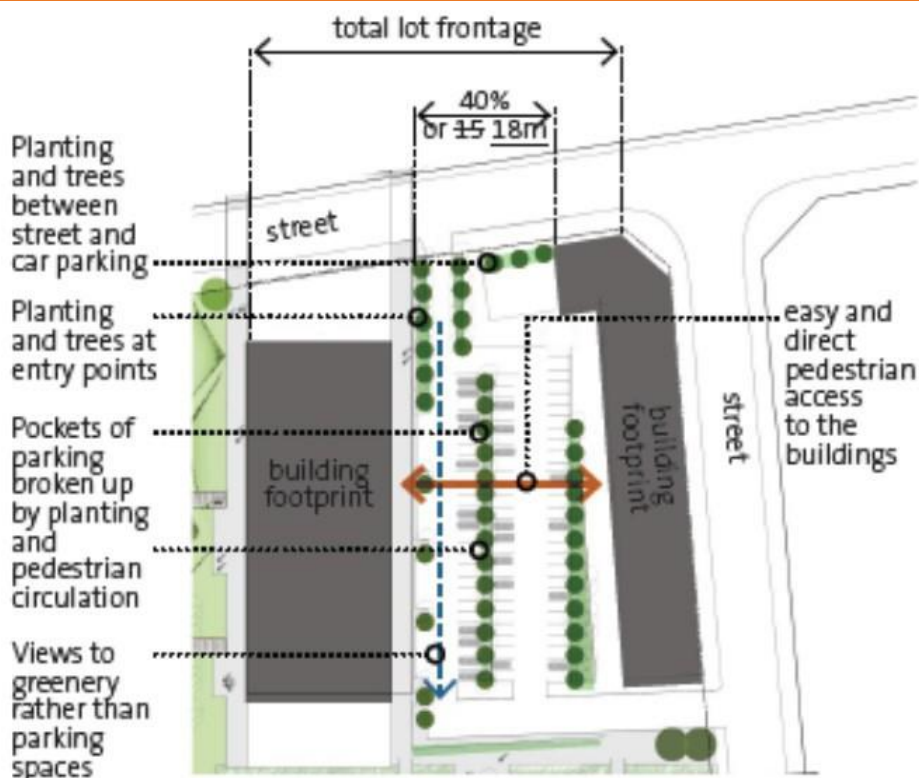 total lot frontage
40%
or 15 18m
Planting
and trees
between
street and
car parking
Planting
and trees at
entry points
Pockets of
parking
broken up
by planting
and
pedestrian
circulation
Views to
greenery
rather than
parking
spaces
street
building
footprint
building
footprint
street
easy and
direct
pedestrian
access
to the
buildings